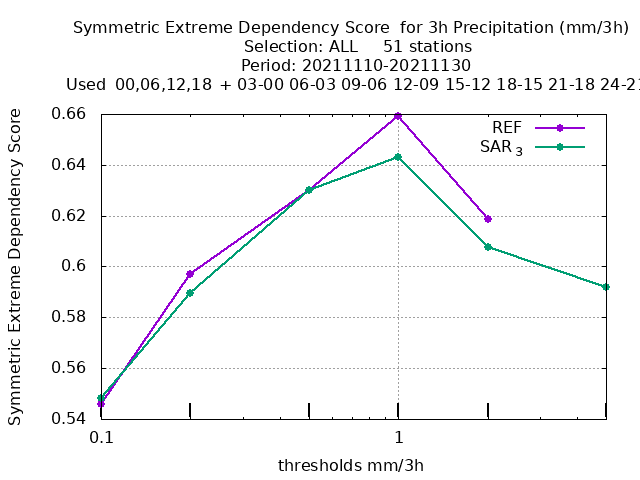 Symmetric Extreme Dependency Score  for 3h Precipitation (mm/3h)
Selection: ALL     51 stations
Period: 20211110-20211130
Used  00,06,12,18  + 03-00 06-03 09-06 12-09  15-12 18-15 21-18 24-21
Symmetric Extreme Dependency Score
0.66
0.64
0.62
0.6
0.58
0.56
0.54
REF
SAR 3
0.1
1
thresholds mm/3h